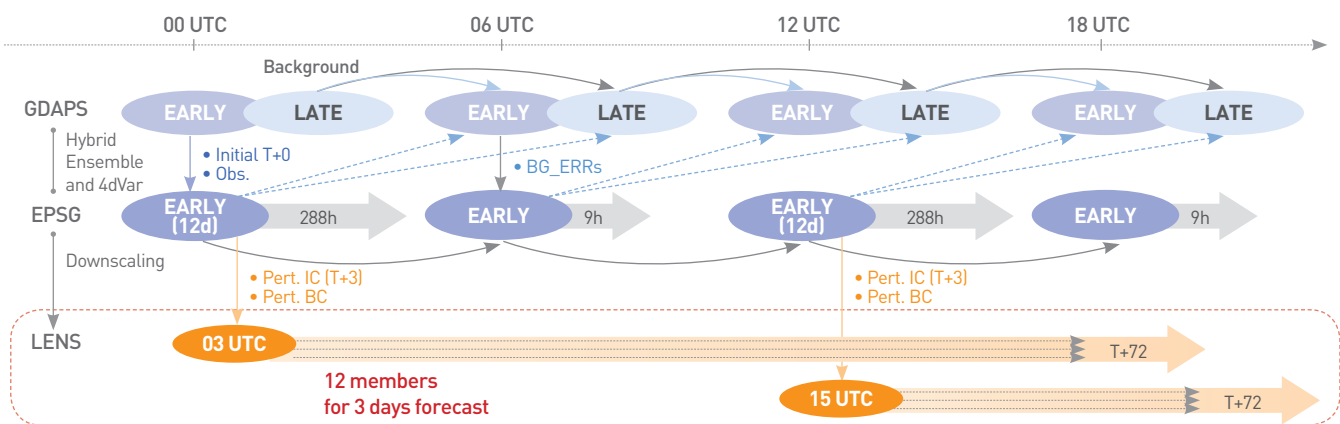 00 UTC
06 UTC
12 UTC
18 UTC
Background
GDAPS
EARLY
LATE
EARLY
LATE
EARLY
LATE
EARLY
LATE
Hybrid
Ensemble
and 4dVar
• Initial T+0
• Obs.
• BG_ERRs
EPSG
EARLY
(12d)
288h
EARLY
9h
EARLY
(12d)
288h
EARLY
9h
Downscaling
• Pert. IC (T+3)
• Pert. BC
• Pert. IC (T+3)
• Pert. BC
LENS
03 UTC
T+72
12 members
for 3 days forecast
15 UTC
T+72